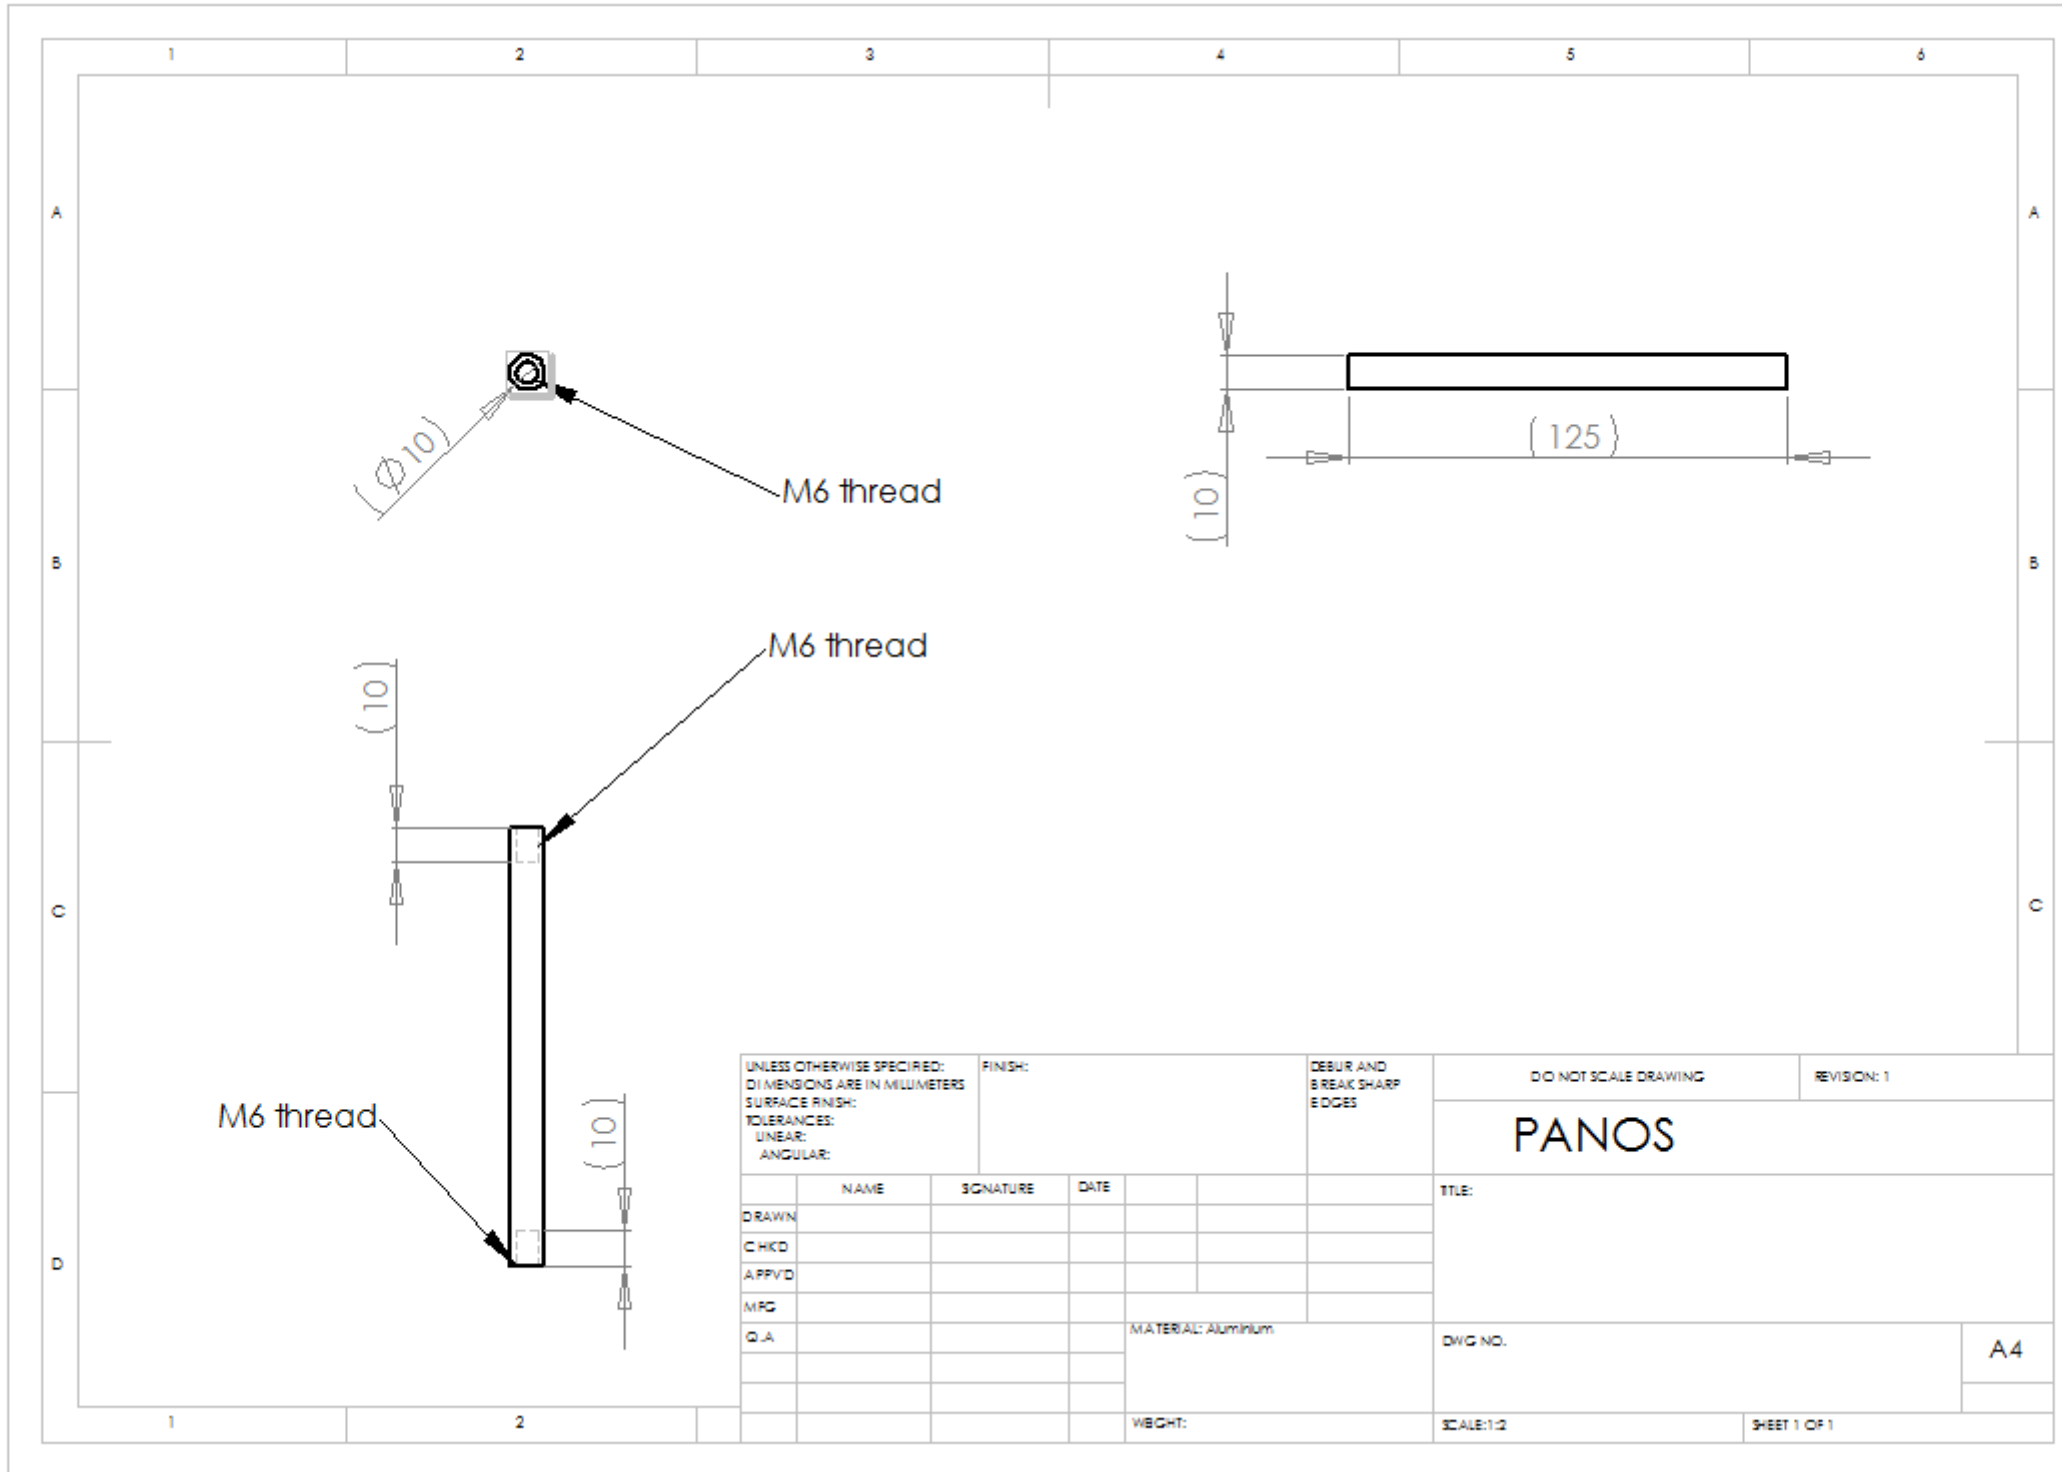 1 2 3 4 5 6
A A
( Ø 10 )
M6 thread
( 125 )
( 10 )
B B
M6 thread
( 10 )
C C
M6 thread
( 10 )
D
UNLESS OTHERWISE SPECIFIED:
DIMENSIONS ARE IN MILLIMETERS
SURFACE FINISH:
TOLERANCES:
LINEAR:
ANGULAR:
FINISH:
DEBUR AND
BREAK SHARP
EDGES
DO NOT SCALE DRAWING
REVISION: 1
PANOS
NAME SIGNATURE DATE
TITLE:
DRAWN
CHK'D
APPV'D
MFG
Q.A
MATERIAL: Aluminium
DWG NO.
A4
WEIGHT:
SCALE:1:2
SHEET 1 OF 1
1 2